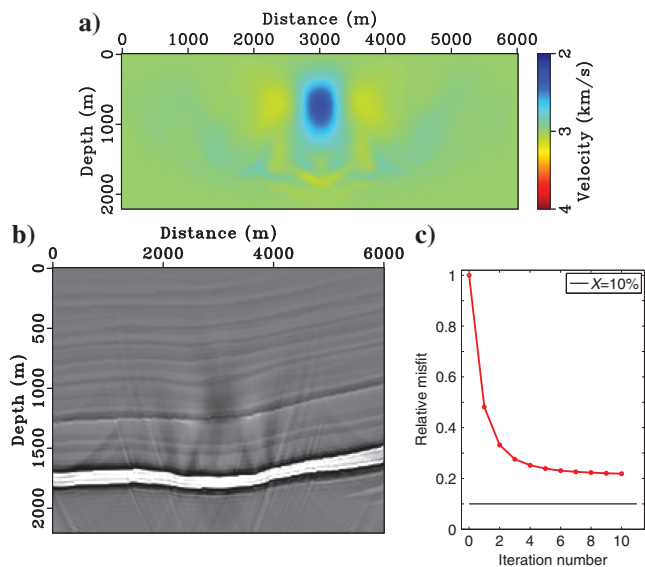 a)
Distance (m)
0 1000 2000 3000 4000 5000 6000
Depth (m)
0
1000
2000
2
3
4
Velocity (km/s)
b)
Distance (m)
0 2000 4000 6000
Depth (m)
0
500
1000
1500
2000
c)
X=10%
Relative misfit
1
0.8
0.6
0.4
0.2
0
0 2 4 6 8 10
Iteration number